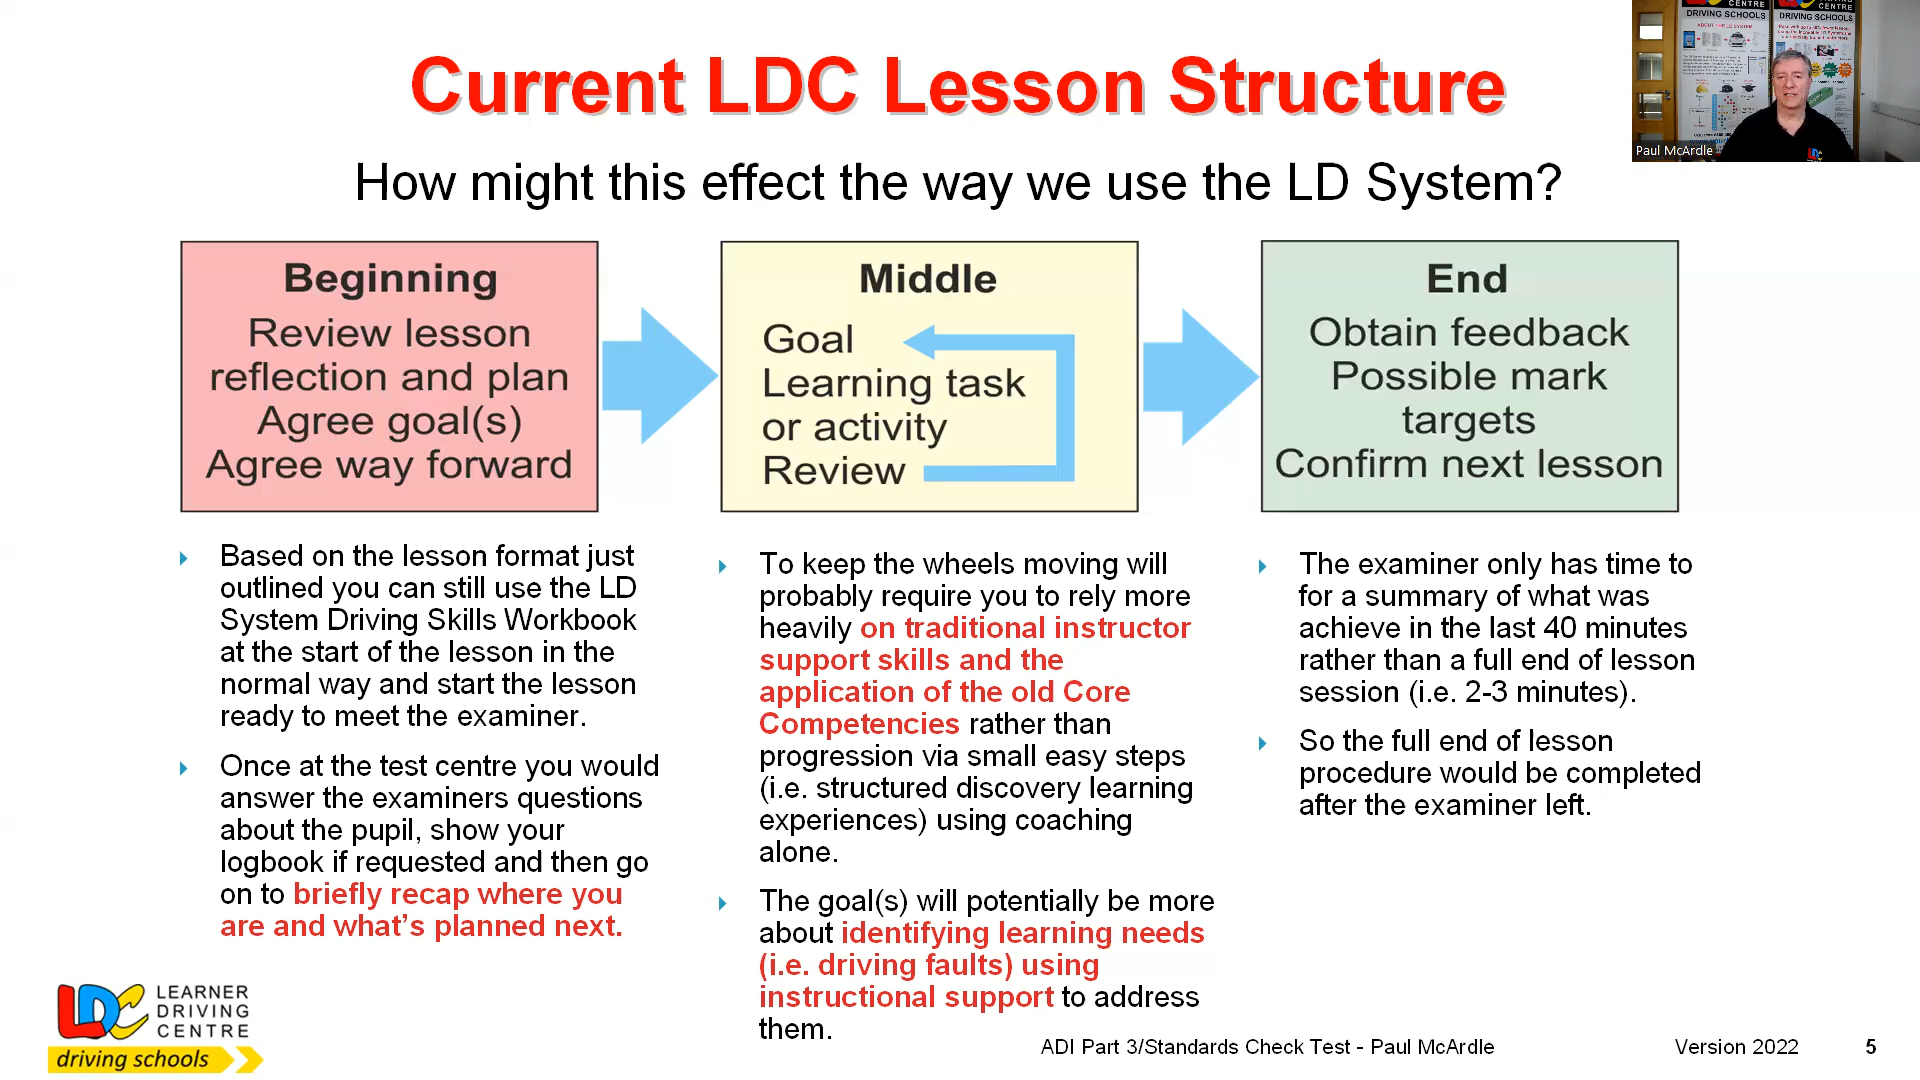 Current LDC Lesson Structure
How might this effect the way we use the LD System?
CENTRE
CENTRE
DRIVING SCHOOLS
DRIVING SCHOOLS
ABOUT THE LD SYSTEM
Paul McArdle
Beginning
Review lesson
reflection and plan
Agree goal(s)
Agree way forward
Middle
Goal
Learning task
or activity
Review
End
Obtain feedback
Possible mark
targets
Confirm next lesson
Based on the lesson format just
outlined you can still use the LD
System Driving Skills Workbook
at the start of the lesson in the
normal way and start the lesson
ready to meet the examiner.
Once at the test centre you would
answer the examiners questions
about the pupil, show your
logbook if requested and then go
on to briefly recap where you
are and what’s planned next.
To keep the wheels moving will
probably require you to rely more
heavily on traditional instructor
support skills and the
application of the old Core
Competencies rather than
progression via small easy steps
(i.e. structured discovery learning
experiences) using coaching
alone.
The goal(s) will potentially be more
about identifying learning needs
(i.e. driving faults) using
instructional support to address
them.
The examiner only has time to
for a summary of what was
achieve in the last 40 minutes
rather than a full end of lesson
session (i.e. 2-3 minutes).
So the full end of lesson
procedure would be completed
after the examiner left.
LDC
LEARNER
DRIVING
CENTRE
driving schools
ADI Part 3/Standards Check Test - Paul McArdle
Version 2022
5